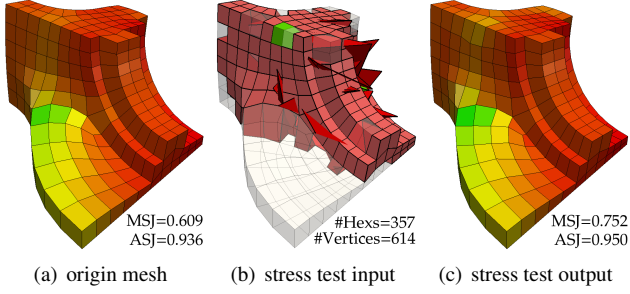 MSJ=0.609
ASJ=0.936
#Hexs=357
#Vertices=614
MSJ=0.752
ASJ=0.950
(a) origin mesh
(b) stress test input
(c) stress test output